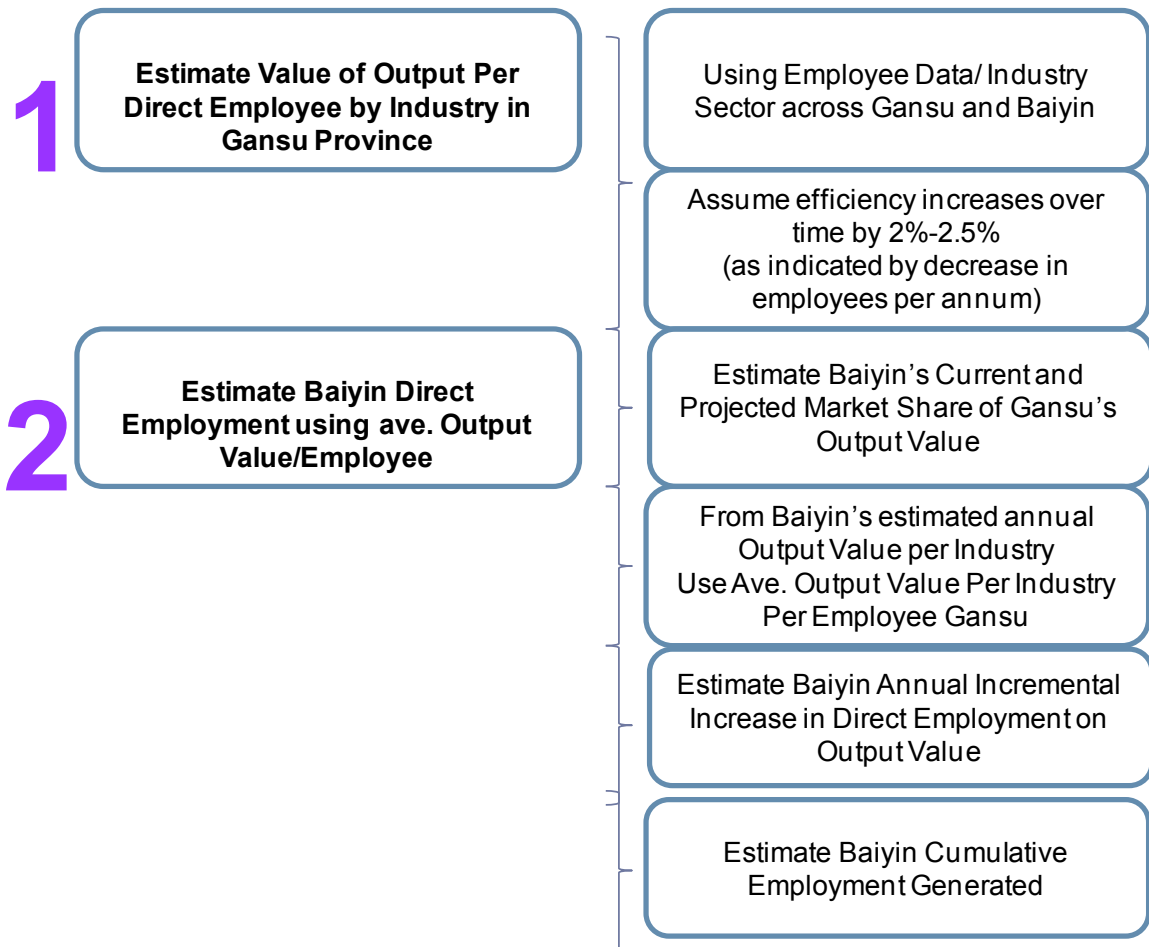 1
Estimate Value of Output Per
Direct Employee by Industry in
Gansu Province
Using Employee Data/ Industry
Sector across Gansu and Baiyin
Assume efficiency increases over
time by 2%-2.5%
(as indicated by decrease in
employees per annum)
2
Estimate Baiyin Direct
Employment using ave. Output
Value/Employee
Estimate Baiyin’s Current and
Projected Market Share of Gansu’s
Output Value
From Baiyin’s estimated annual
Output Value per Industry
Use Ave. Output Value Per Industry
Per Employee Gansu
Estimate Baiyin Annual Incremental
Increase in Direct Employment on
Output Value
Estimate Baiyin Cumulative
Employment Generated